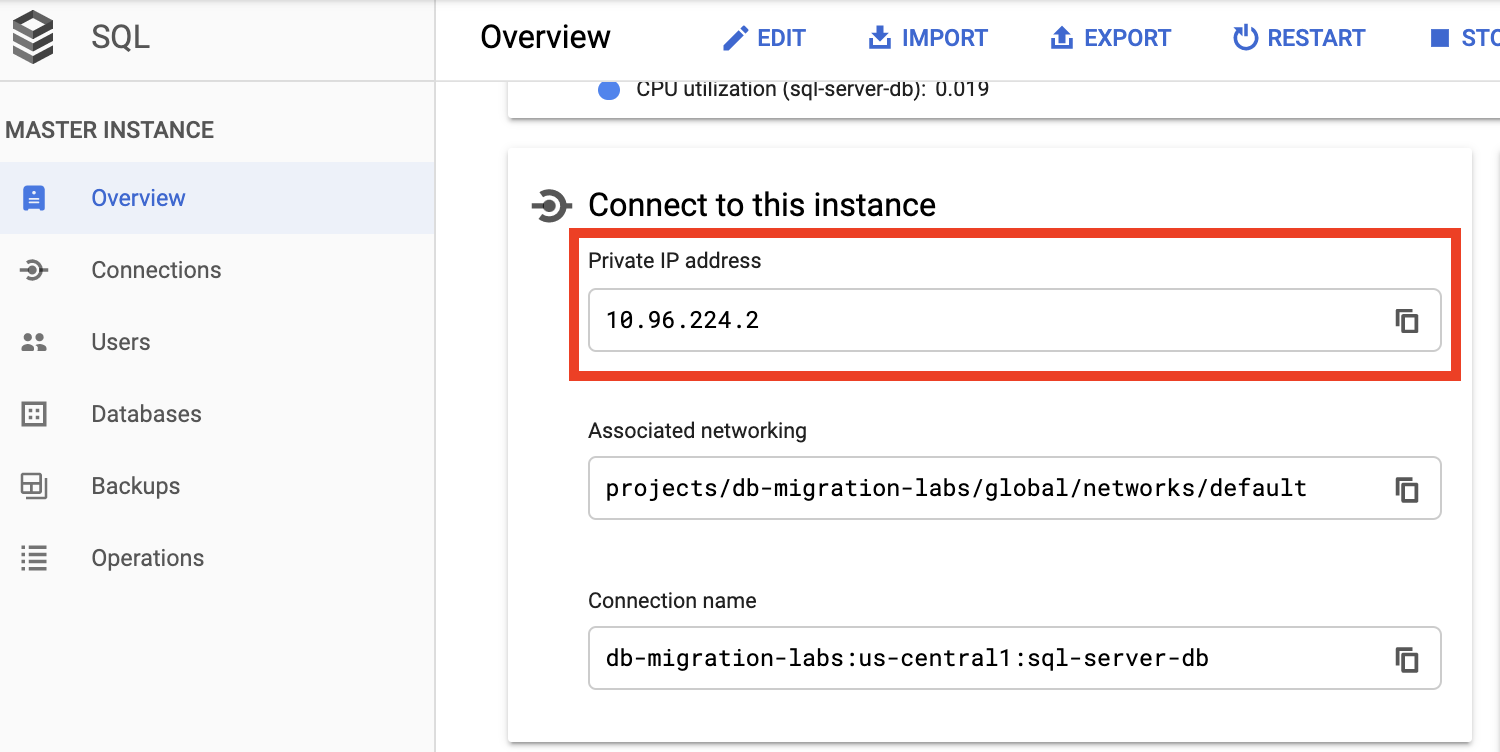 SQL
Overview
EDIT
IMPORT
EXPORT
RESTART
STO
MASTER INSTANCE
Overview
Connections
Users
Databases
Backups
Operations
CPU utilization (sql-server-db): 0.019
Connect to this instance
Private IP address
10.96.224.2
Associated networking
projects/db-migration-labs/global/networks/default
Connection name
db-migration-labs:us-central1:sql-server-db